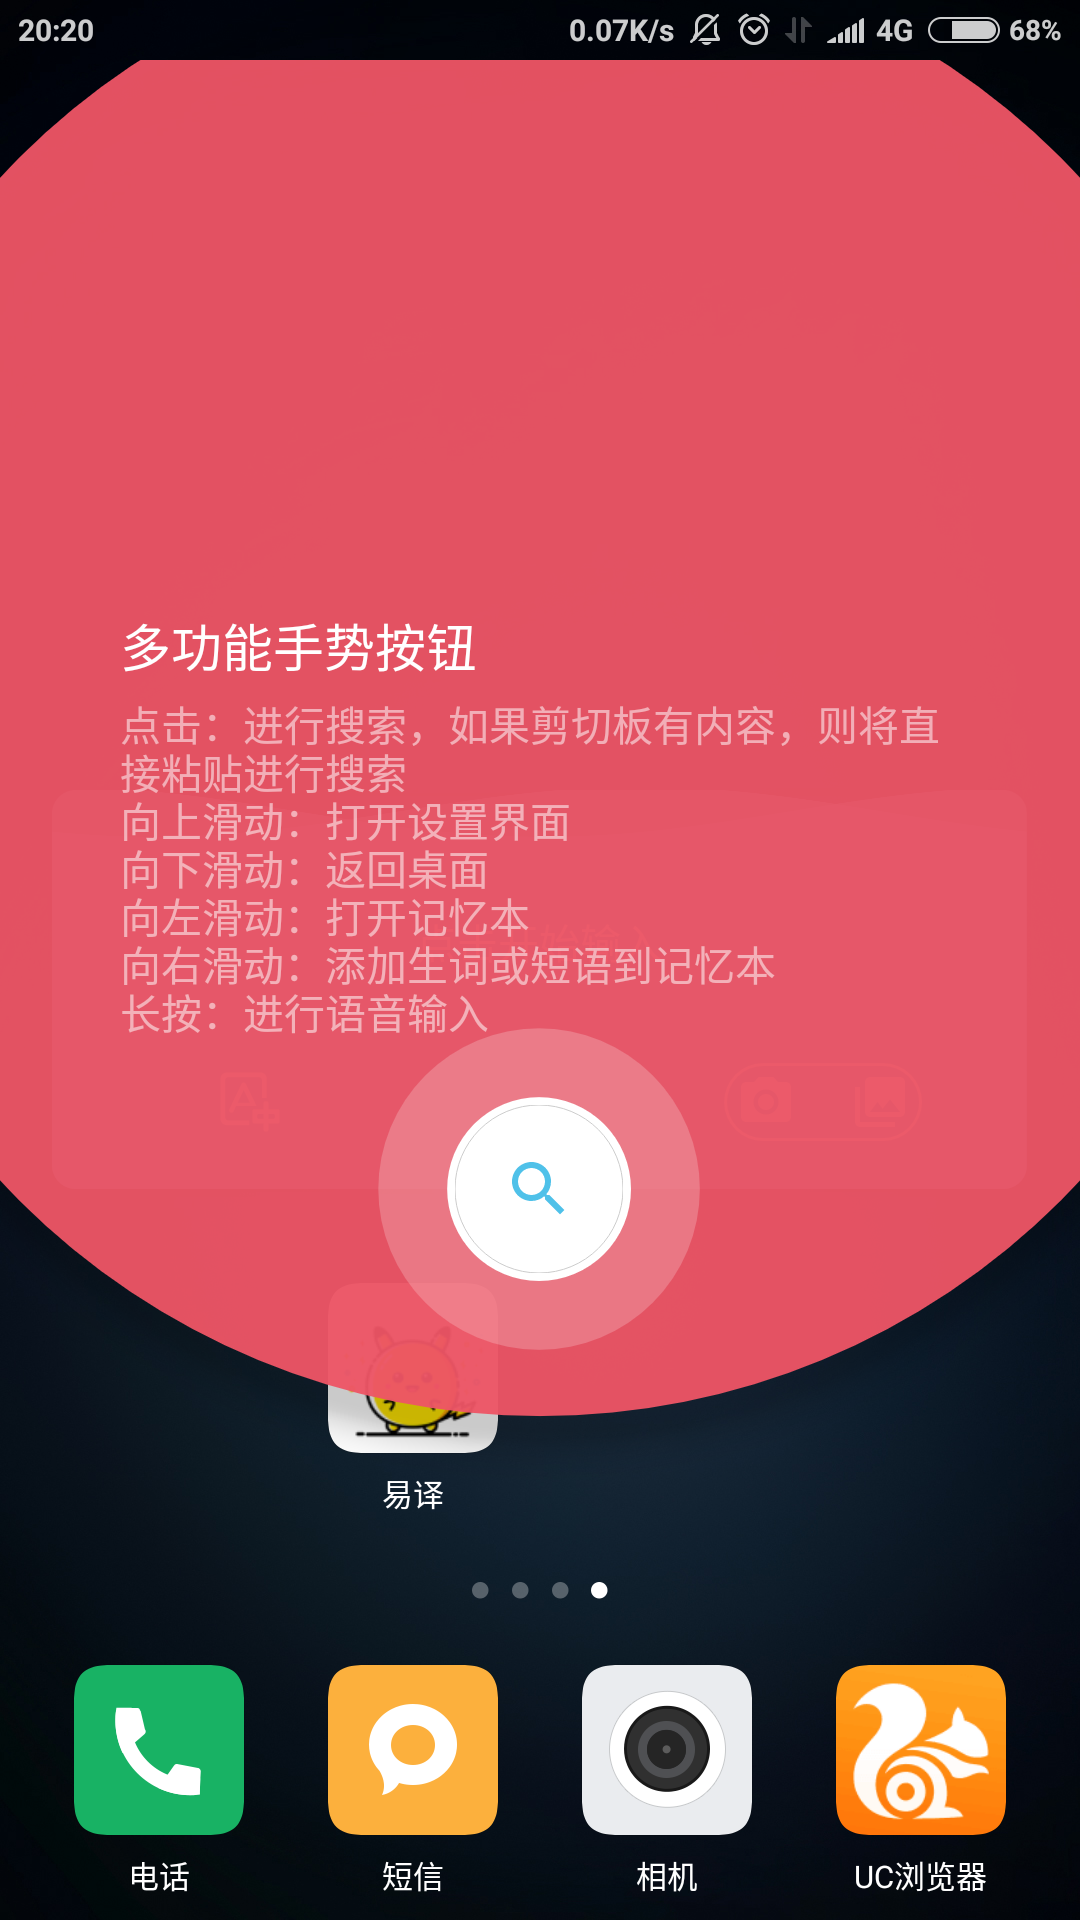 20:20 0.07K/s 4G 68%
多功能手势按钮
点击：进行搜索，如果剪切板有内容，则将直
接粘贴进行搜索
向上滑动：打开设置界面
向下滑动：返回桌面
向左滑动：打开记忆本
向右滑动：添加生词或短语到记忆本
长按：进行语音输入
易译
电话 短信 相机 UC浏览器